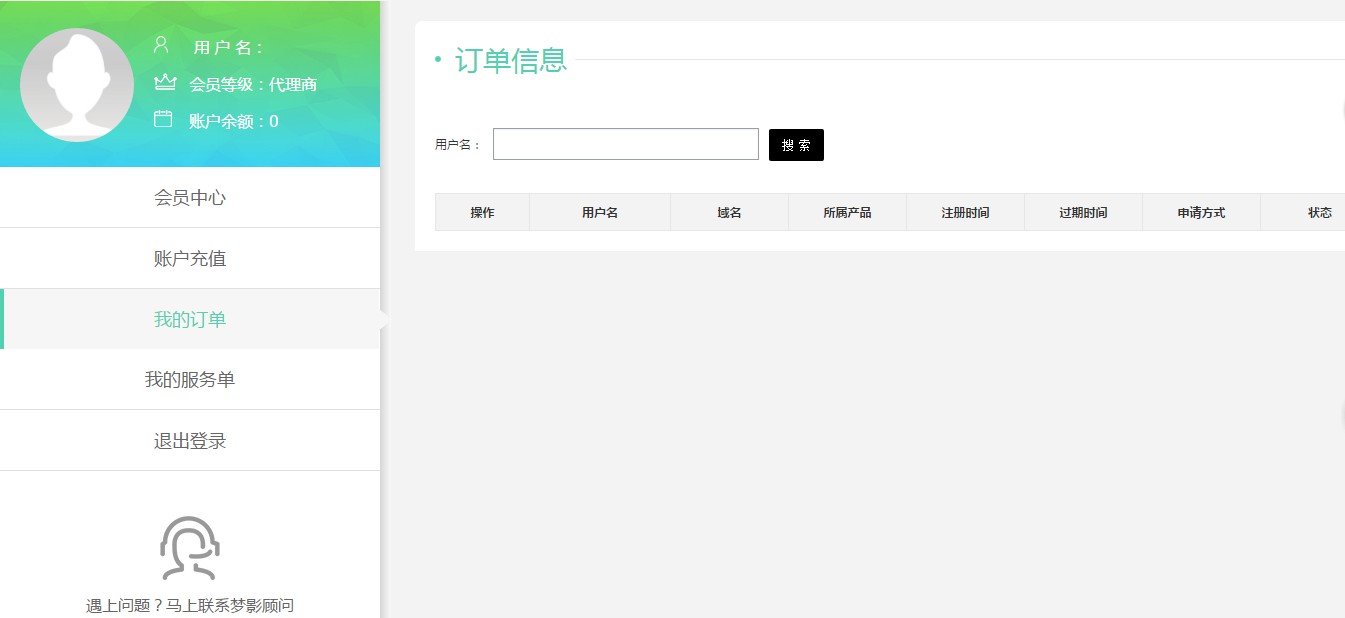 用 户 名：
会员等级：代理商
账户余额：0
会员中心
账户充值
我的订单
我的服务单
退出登录
遇上问题？马上联系梦影顾问
订单信息
用户名：
搜 索
操作 用户名 域名 所属产品 注册时间 过期时间 申请方式 状态